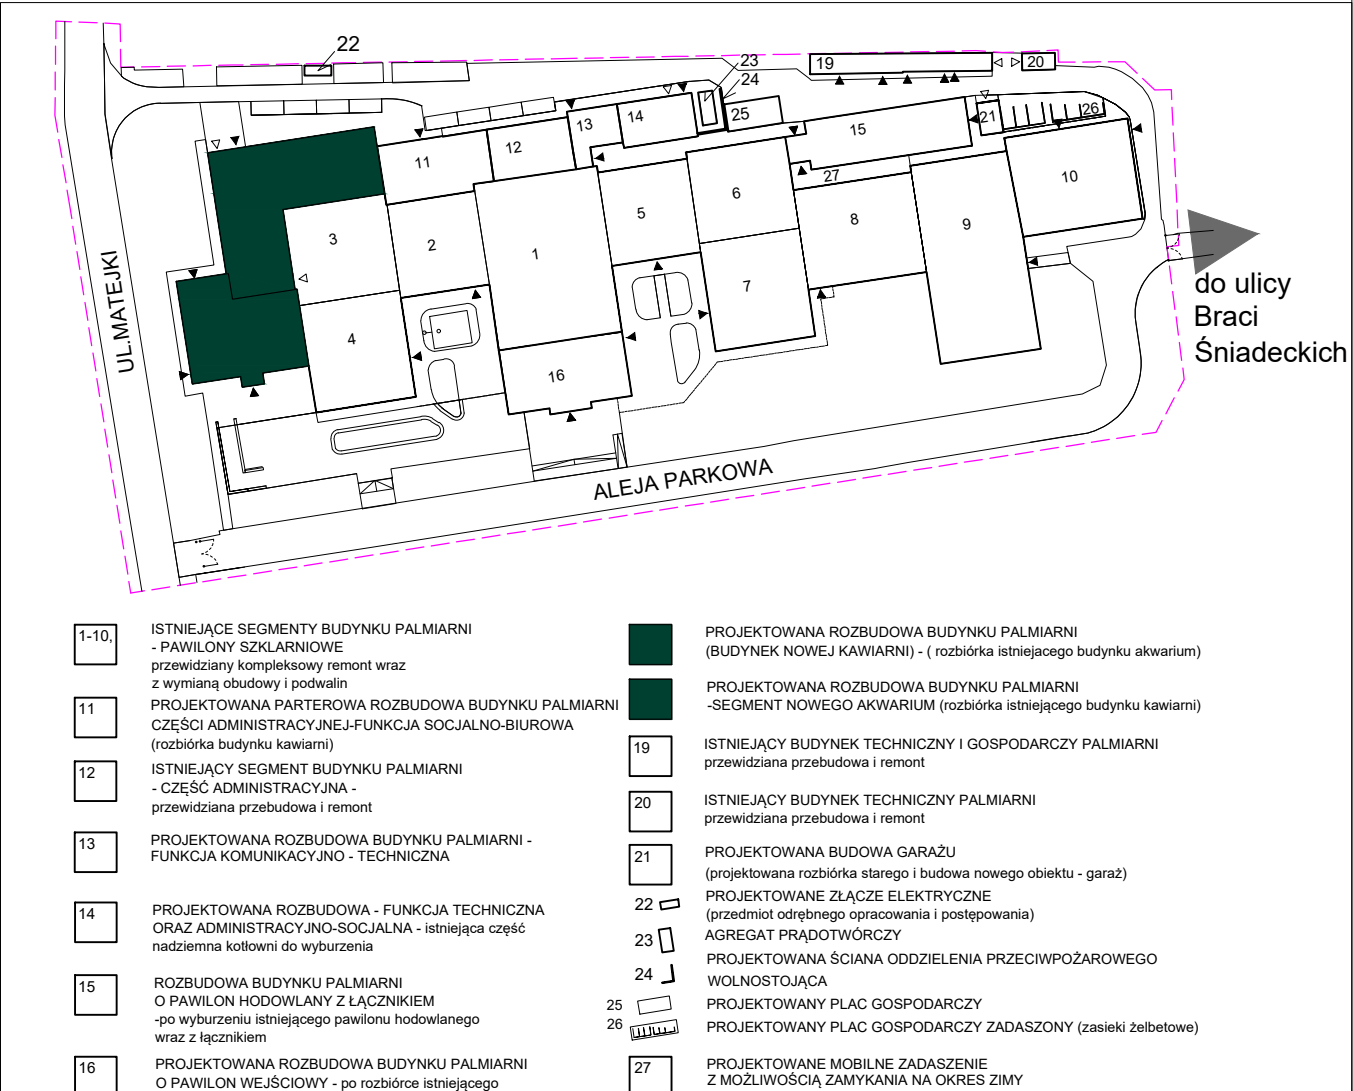 22
23
24
19
20
13
14
25
15
21
26
11
12
27
10
3
2
1
5
6
8
9
4
7
16
UL.MATEJKI
ALEJA PARKOWA
do ulicy
Braci
Śniadeckich
1-10,
ISTNIEJĄCE SEGMENTY BUDYNKU PALMIARNI
- PAWILONY SZKLARNIOWE
przewidziany kompleksowy remont wraz
z wymianą obudowy i podwalin
11
PROJEKTOWANA PARTEROWA ROZBUDOWA BUDYNKU PALMIARNI
CZĘŚCI ADMINISTRACYJNEJ-FUNKCJA SOCJALNO-BIUROWA
(rozbiórka budynku kawiarni)
12
ISTNIEJĄCY SEGMENT BUDYNKU PALMIARNI
- CZĘŚĆ ADMINISTRACYJNA -
przewidziana przebudowa i remont
13
PROJEKTOWANA ROZBUDOWA BUDYNKU PALMIARNI -
FUNKCJA KOMUNIKACYJNO - TECHNICZNA
14
PROJEKTOWANA ROZBUDOWA - FUNKCJA TECHNICZNA
ORAZ ADMINISTRACYJNO-SOCJALNA - istniejąca część
nadziemna kotłowni do wyburzenia
15
ROZBUDOWA BUDYNKU PALMIARNI
O PAWILON HODOWLANY Z ŁĄCZNIKIEM
-po wyburzeniu istniejącego pawilonu hodowlanego
wraz z łącznikiem
16
PROJEKTOWANA ROZBUDOWA BUDYNKU PALMIARNI
O PAWILON WEJŚCIOWY - po rozbiórce istniejącego
PROJEKTOWANA ROZBUDOWA BUDYNKU PALMIARNI
(BUDYNEK NOWEJ KAWIARNI) - ( rozbiórka istniejacego budynku akwarium)
PROJEKTOWANA ROZBUDOWA BUDYNKU PALMIARNI
-SEGMENT NOWEGO AKWARIUM (rozbiórka istniejącego budynku kawiarni)
19
ISTNIEJĄCY BUDYNEK TECHNICZNY I GOSPODARCZY PALMIARNI
przewidziana przebudowa i remont
20
ISTNIEJĄCY BUDYNEK TECHNICZNY PALMIARNI
przewidziana przebudowa i remont
21
PROJEKTOWANA BUDOWA GARAŻU
(projektowana rozbiórka starego i budowa nowego obiektu - garaż)
22
PROJEKTOWANE ZŁĄCZE ELEKTRYCZNE
(przedmiot odrębnego opracowania i postępowania)
23
AGREGAT PRĄDOTWÓRCZY
24
PROJEKTOWANA ŚCIANA ODDZIELENIA PRZECIWPOŻAROWEGO
WOLNOSTOJĄCA
25
PROJEKTOWANY PLAC GOSPODARCZY
26
PROJEKTOWANY PLAC GOSPODARCZY ZADASZONY (zasieki żelbetowe)
27
PROJEKTOWANE MOBILNE ZADASZENIE
Z MOŻLIWOŚCIĄ ZAMYKANIA NA OKRES ZIMY